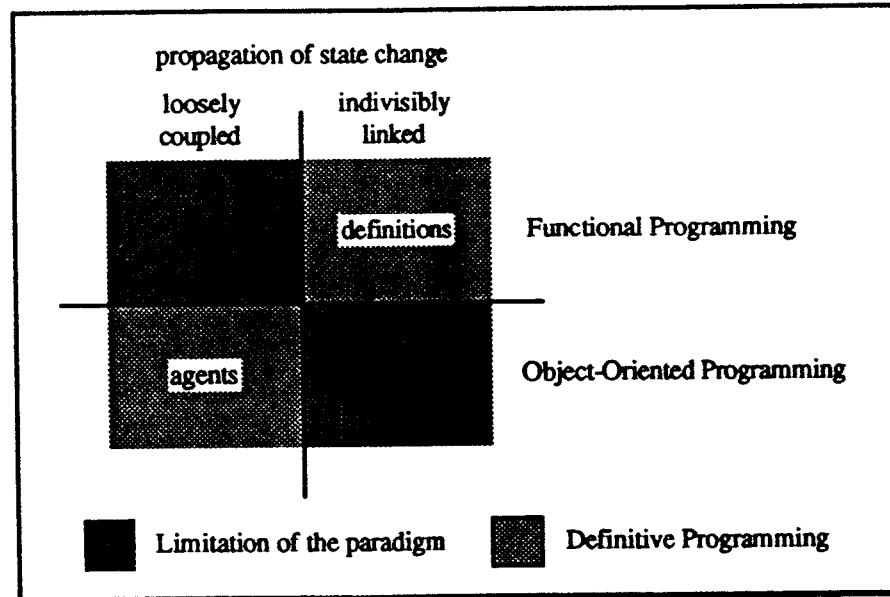 propagation of state change
loosely
coupled
indivisibly
linked
definitions
Functional Programming
agents
Object-Oriented Programming
Limitation of the paradigm
Definitive Programming